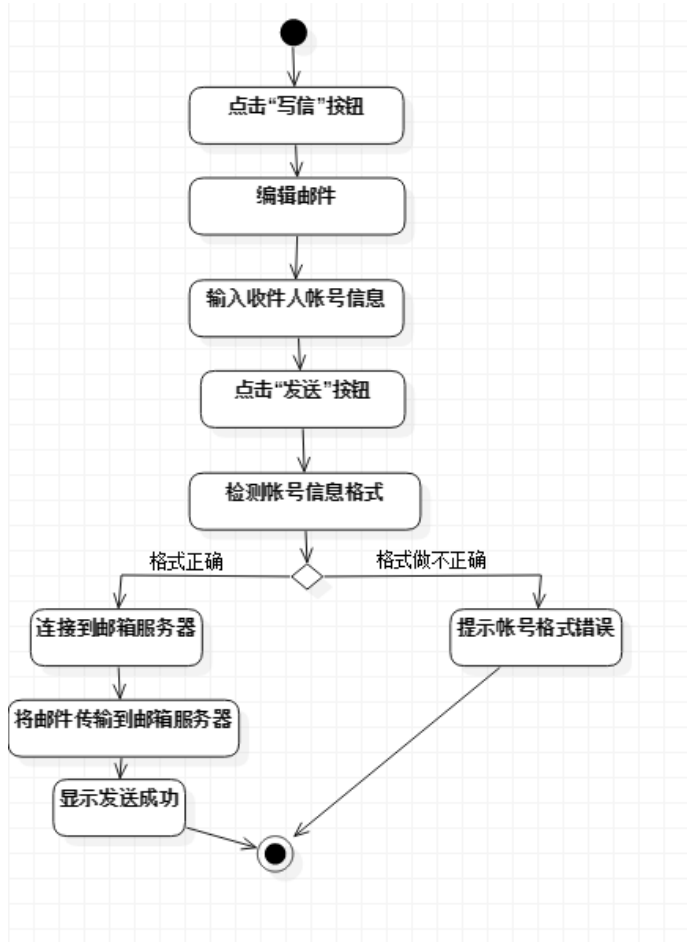 点击“写信”按钮
编辑邮件
输入收件人帐号信息
点击“发送”按钮
检测帐号信息格式
格式正确
格式做不正确
连接到邮箱服务器
提示帐号格式错误
将邮件传输到邮箱服务器
显示发送成功